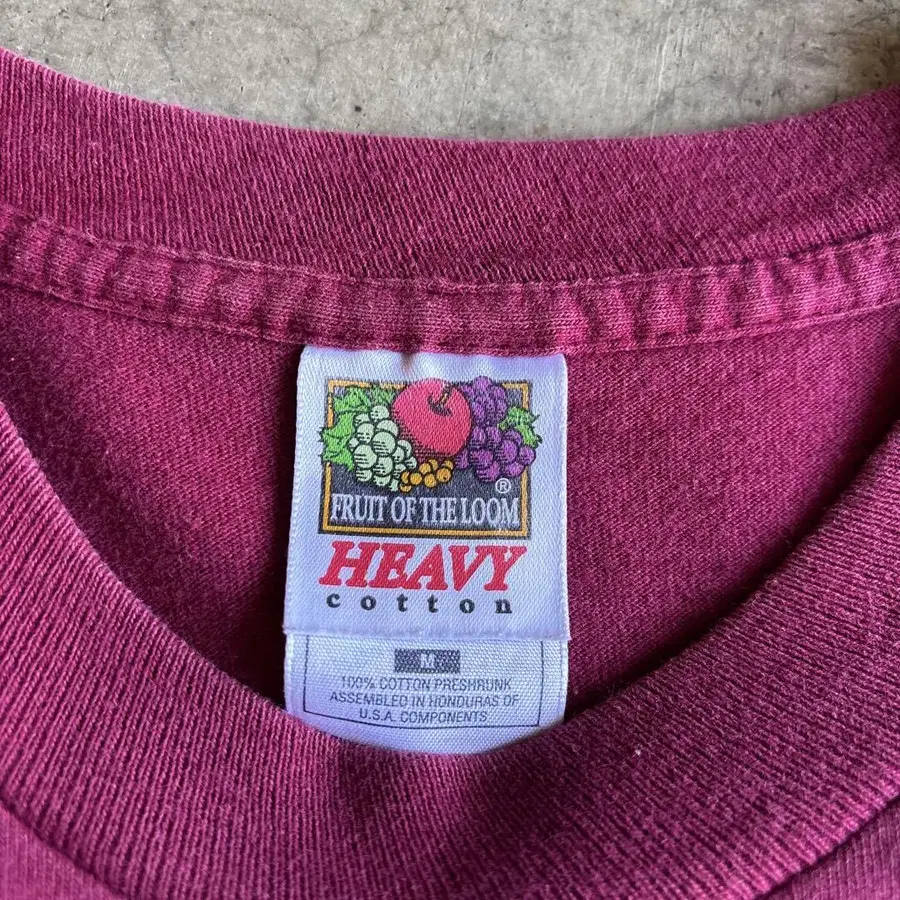 ®
FRUIT OF THE LOOM
HEAVY
cotton
M
100% COTTON PRESHRUNK
ASSEMBLED IN HONDURAS OF
U.S.A. COMPONENTS